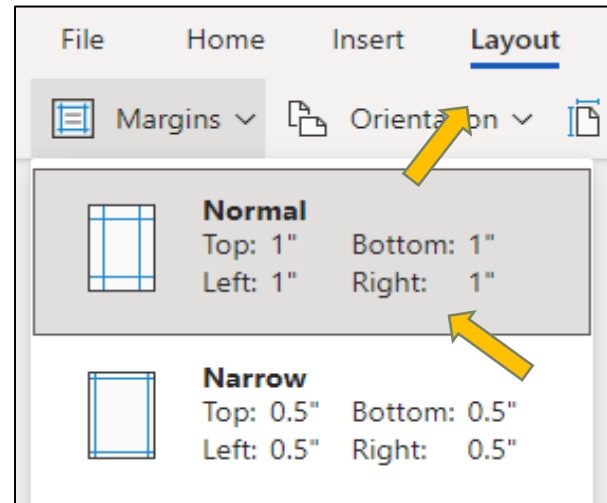 File Home Insert Layout
Margins Orientation
Normal
Top: 1" Bottom: 1"
Left: 1" Right: 1"
Narrow
Top: 0.5" Bottom: 0.5"
Left: 0.5" Right: 0.5"